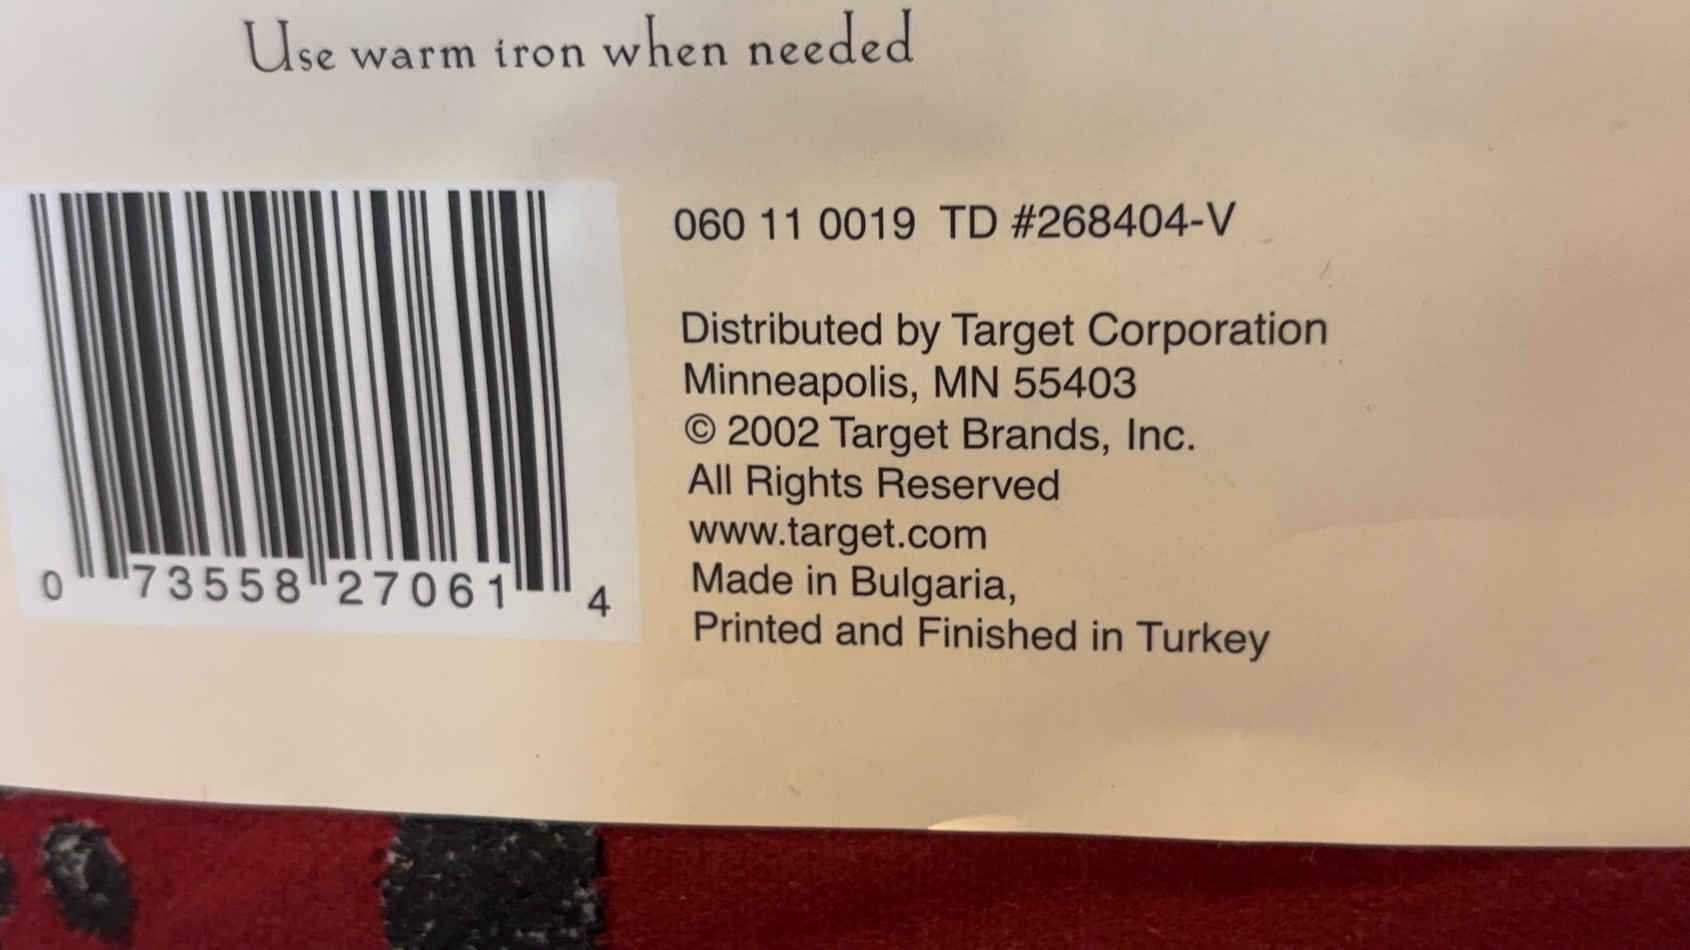 Use warm iron when needed
060 11 0019 TD #268404-V
Distributed by Target Corporation
Minneapolis, MN 55403
© 2002 Target Brands, Inc.
All Rights Reserved
www.target.com
Made in Bulgaria,
Printed and Finished in Turkey
0 73558 27061 4